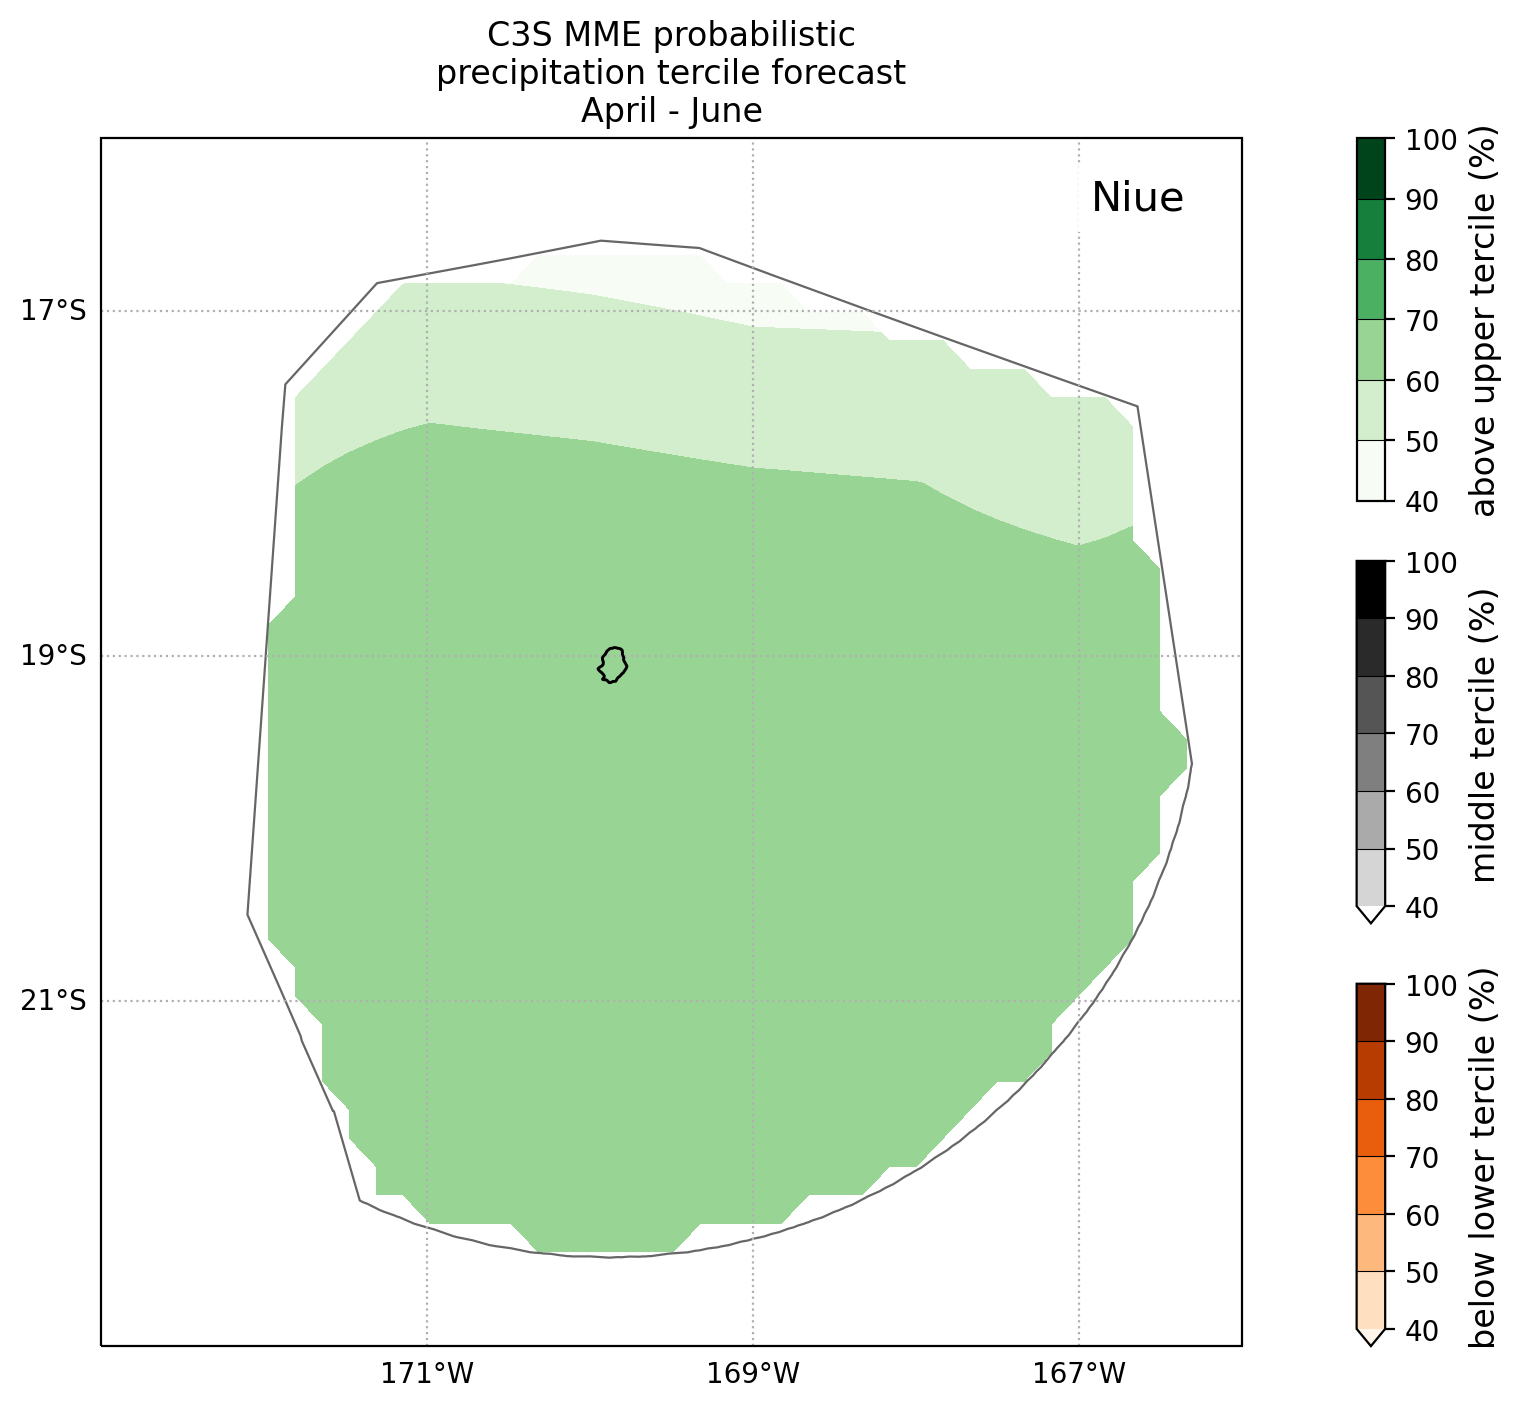 C3S MME probabilistic
precipitation tercile forecast
April - June
Niue
17°S
19°S
21°S
171°W
169°W
167°W
100
90
80
70
60
50
40
above upper tercile (%)
100
90
80
70
60
50
40
middle tercile (%)
100
90
80
70
60
50
40
below lower tercile (%)